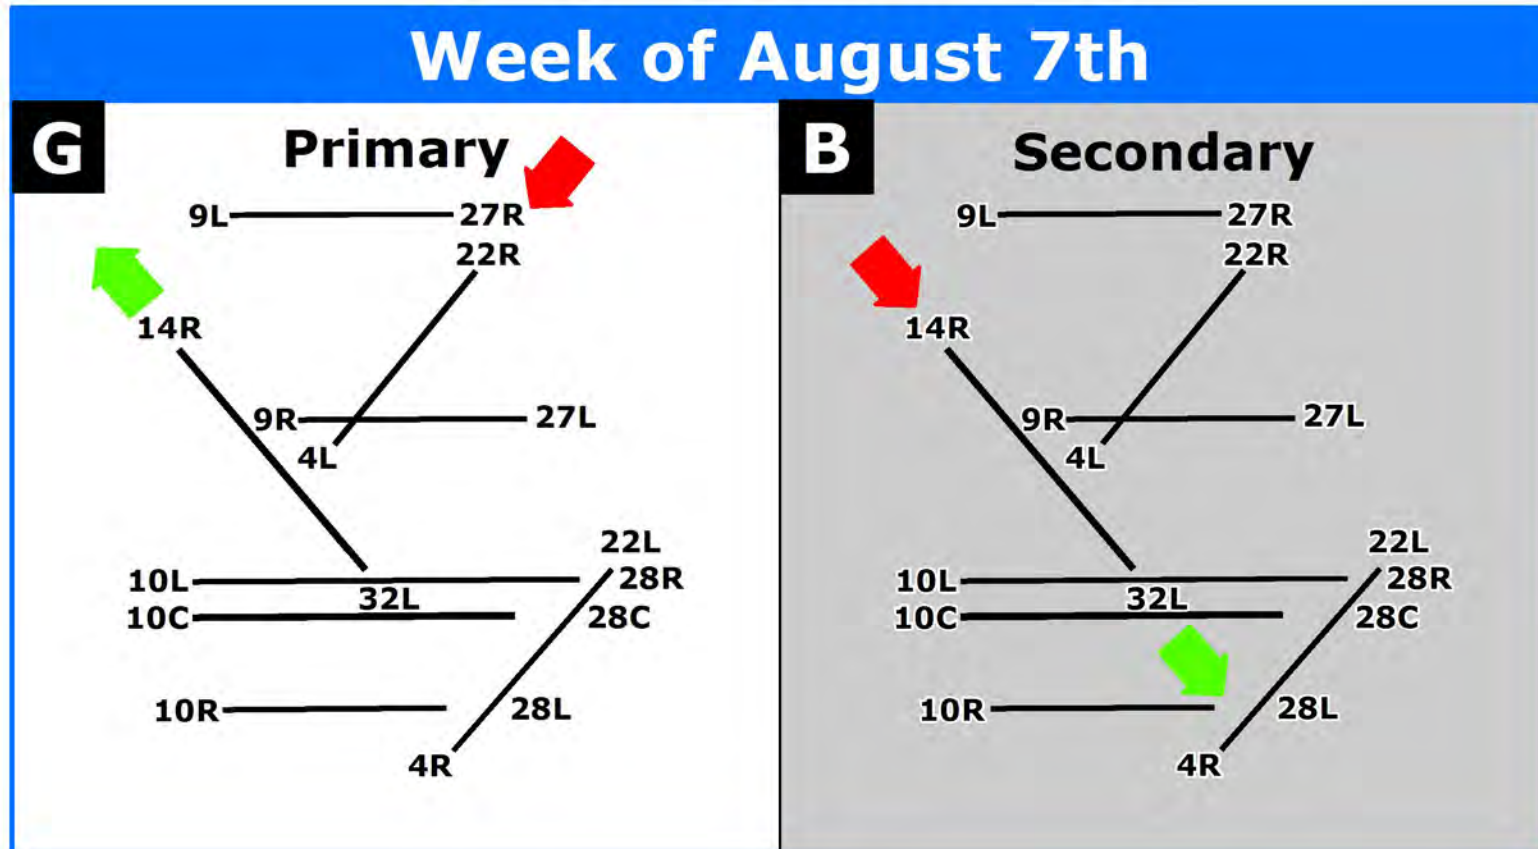 Week of August 7th
G
Primary
9L
27R
22R
14R
9R
27L
4L
22L
10L
28R
32L
10C
28C
10R
28L
4R
B
Secondary
9L
27R
22R
14R
9R
27L
4L
22L
10L
28R
32L
10C
28C
10R
28L
4R